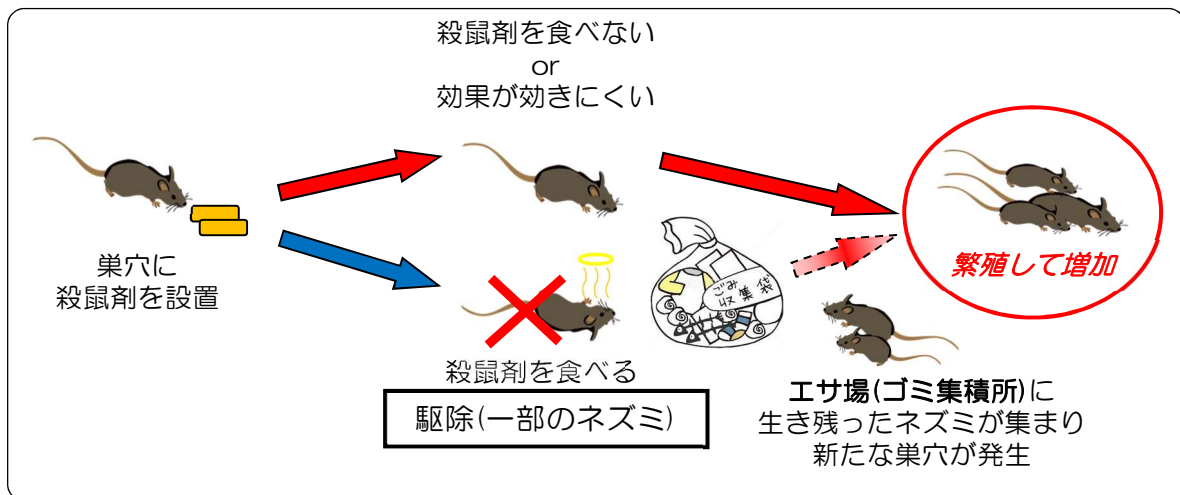 殺鼠剤を食べない
or
効果が効きにくい
巣穴に
殺鼠剤を設置
殺鼠剤を食べる
駆除(一部のネズミ)
ごみ
収集袋
繁殖して増加
エサ場(ゴミ集積所)に
生き残ったネズミが集まり
新たな巣穴が発生